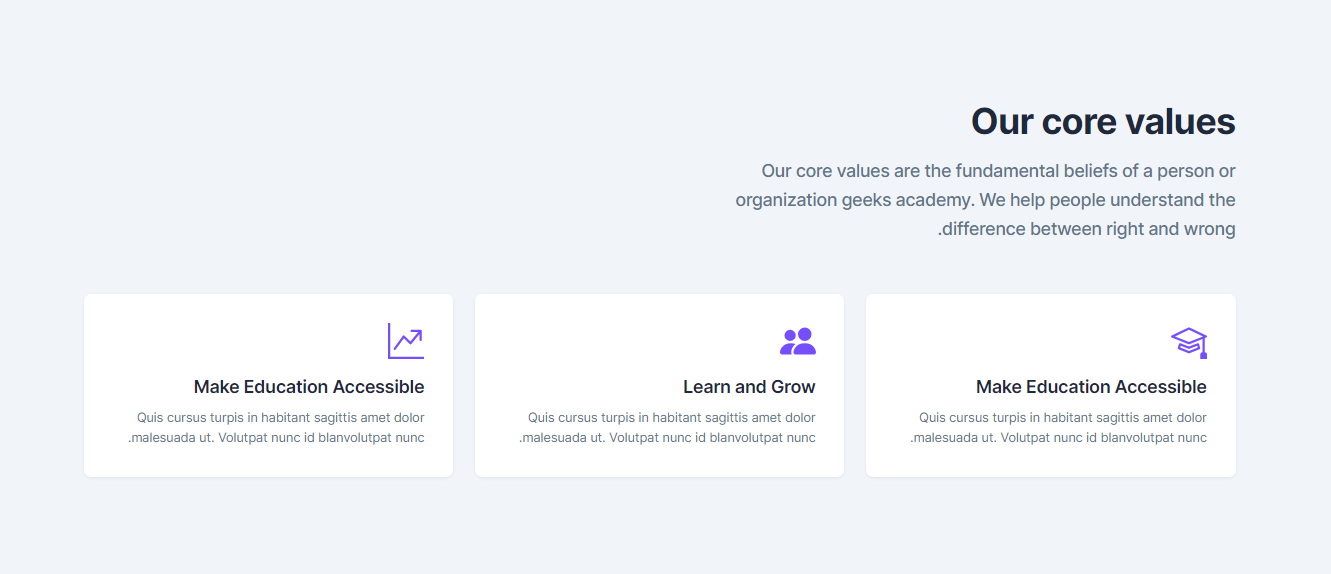 Our core values
Our core values are the fundamental beliefs of a person or
organization geeks academy. We help people understand the
.difference between right and wrong
Make Education Accessible
Quis cursus turpis in habitant sagittis amet dolor
.malesuada ut. Volutpat nunc id blanvolutpat nunc
Learn and Grow
Quis cursus turpis in habitant sagittis amet dolor
.malesuada ut. Volutpat nunc id blanvolutpat nunc
Make Education Accessible
Quis cursus turpis in habitant sagittis amet dolor
.malesuada ut. Volutpat nunc id blanvolutpat nunc